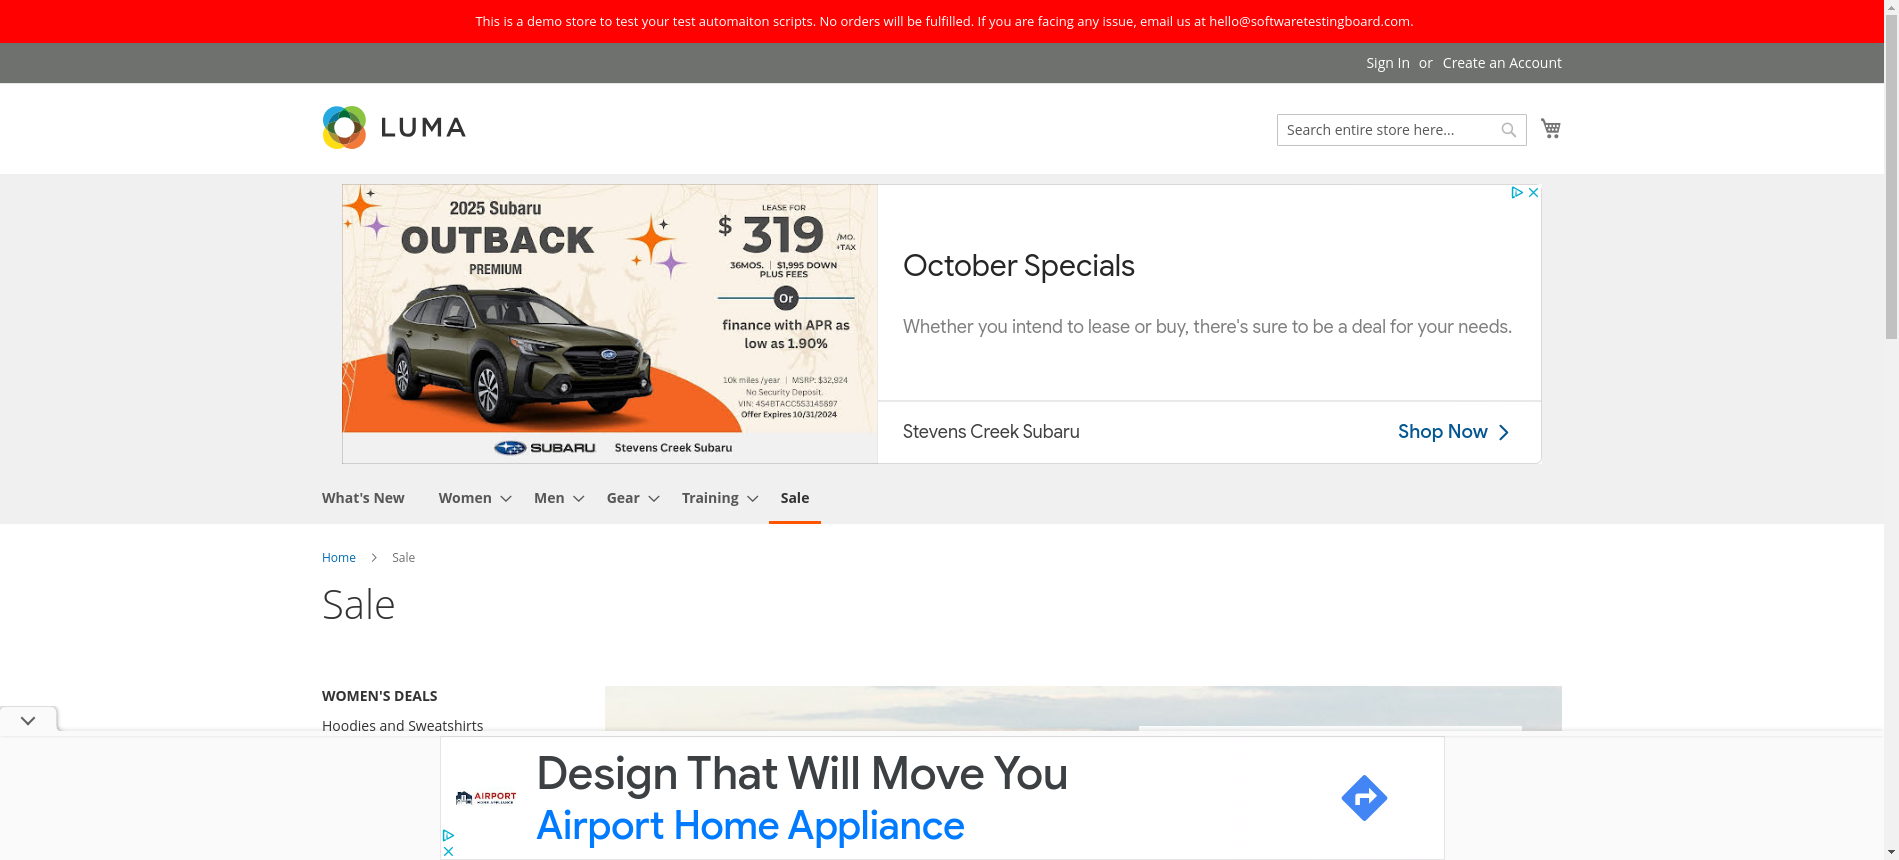 This is a demo store to test your test automaiton scripts. No orders will be fulfilled. If you are facing any issue, email us at hello@softwaretestingboard.com.
Sign In or Create an Account
LUMA
Search entire store here...
2025 Subaru
OUTBACK
PREMIUM
LEASE FOR
$ 319 /MO. +TAX
36MOS. | $1,995 DOWN
PLUS FEES
Or
finance with APR as
low as 1.90%
10k miles /year | MSRP: $32,924
No Security Deposit.
VIN: 4S4BTACC5S3145697
Offer Expires 10/31/2024
SUBARU Stevens Creek Subaru
October Specials
Whether you intend to lease or buy, there's sure to be a deal for your needs.
Stevens Creek Subaru
Shop Now
What's New Women Men Gear Training Sale
Home Sale
Sale
WOMEN'S DEALS
Hoodies and Sweatshirts
AIRPORT
HOME APPLIANCE
Design That Will Move You
Airport Home Appliance